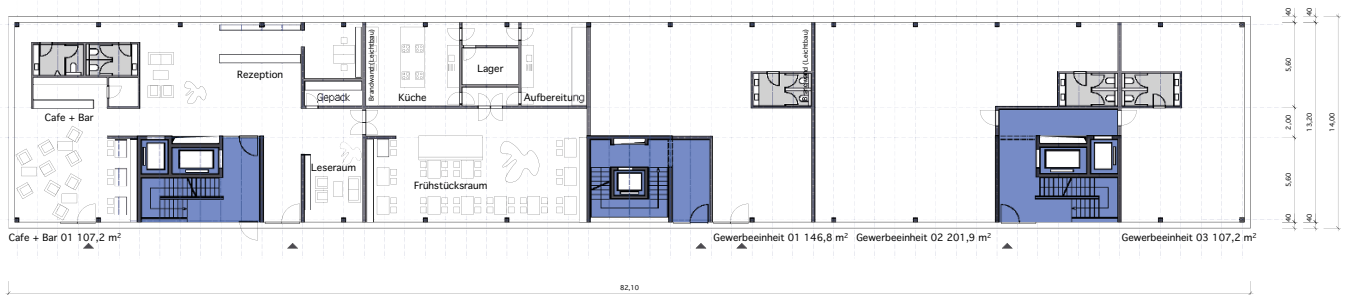 Brandwand (Leichtbau)
Brandwand (Leichtbau)
Rezeption
Lager
Gepäck
Küche
Aufbereitung
Cafe + Bar
Leseraum
Frühstücksraum
Cafe + Bar 01 107,2 m²
Gewerbeeinheit 01 146,8 m²
Gewerbeeinheit 02 201,9 m²
Gewerbeeinheit 03 107,2 m²
40
5,60
2,00
5,60
40
40
13,20
40
14,00
82,10